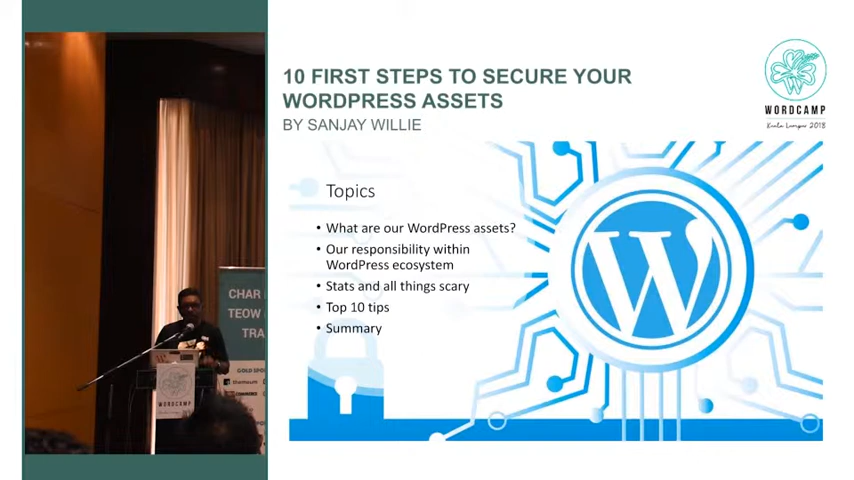 10 FIRST STEPS TO SECURE YOUR
WORDPRESS ASSETS
BY SANJAY WILLIE
WORDCAMP
Kuala Lumpur 2018
Topics
• What are our WordPress assets?
• Our responsibility within
WordPress ecosystem
• Stats and all things scary
• Top 10 tips
• Summary
W
CHAR
TEOW
TRA
GOLD SPO
WORDCAMP